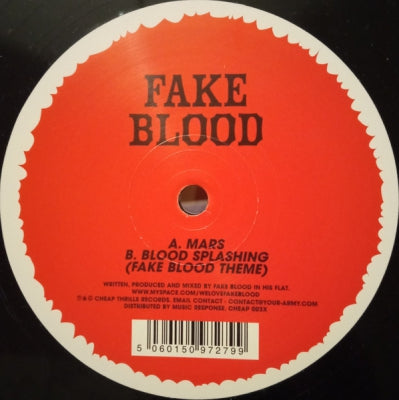 FAKE
BLOOD
A. MARS
B. BLOOD SPLASHING
(FAKE BLOOD THEME)
WRITTEN, PRODUCED AND MIXED BY FAKE BLOOD IN HIS FLAT.
WWW.MYSPACE.COM/WELOVEFAKEBLOOD
℗ & © CHEAP THRILLS RECORDS. EMAIL CONTACT : CONTACT@YOUR-ARMY.COM
DISTRIBUTED BY MUSIC RESPONSE. CHEAP 003X
5 060150 972799